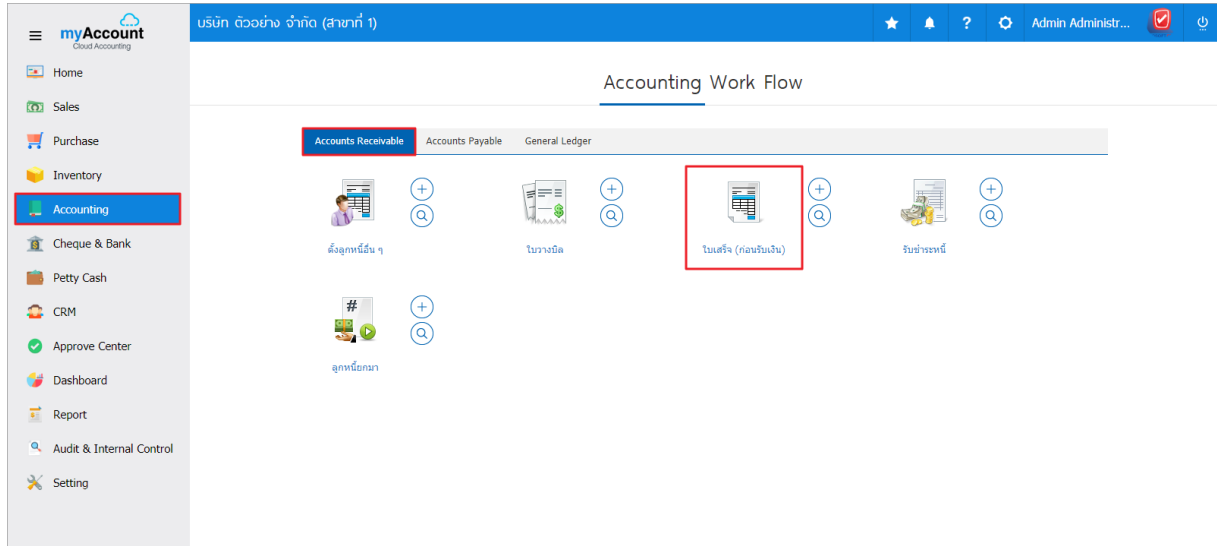 myAccount
Cloud Accounting
บริษัท ตัวอย่าง จำกัด (สาขาที่ 1)
?
Admin Administr...
Home
Sales
Purchase
Inventory
Accounting
Cheque & Bank
Petty Cash
CRM
Approve Center
Dashboard
Report
Audit & Internal Control
Setting
Accounting Work Flow
Accounts Receivable Accounts Payable General Ledger
ตั้งลูกหนี้อื่น ๆ ใบวางบิล ใบเสร็จ (ก่อนรับเงิน) รับชำระหนี้
#
ลูกหนี้ยกมา